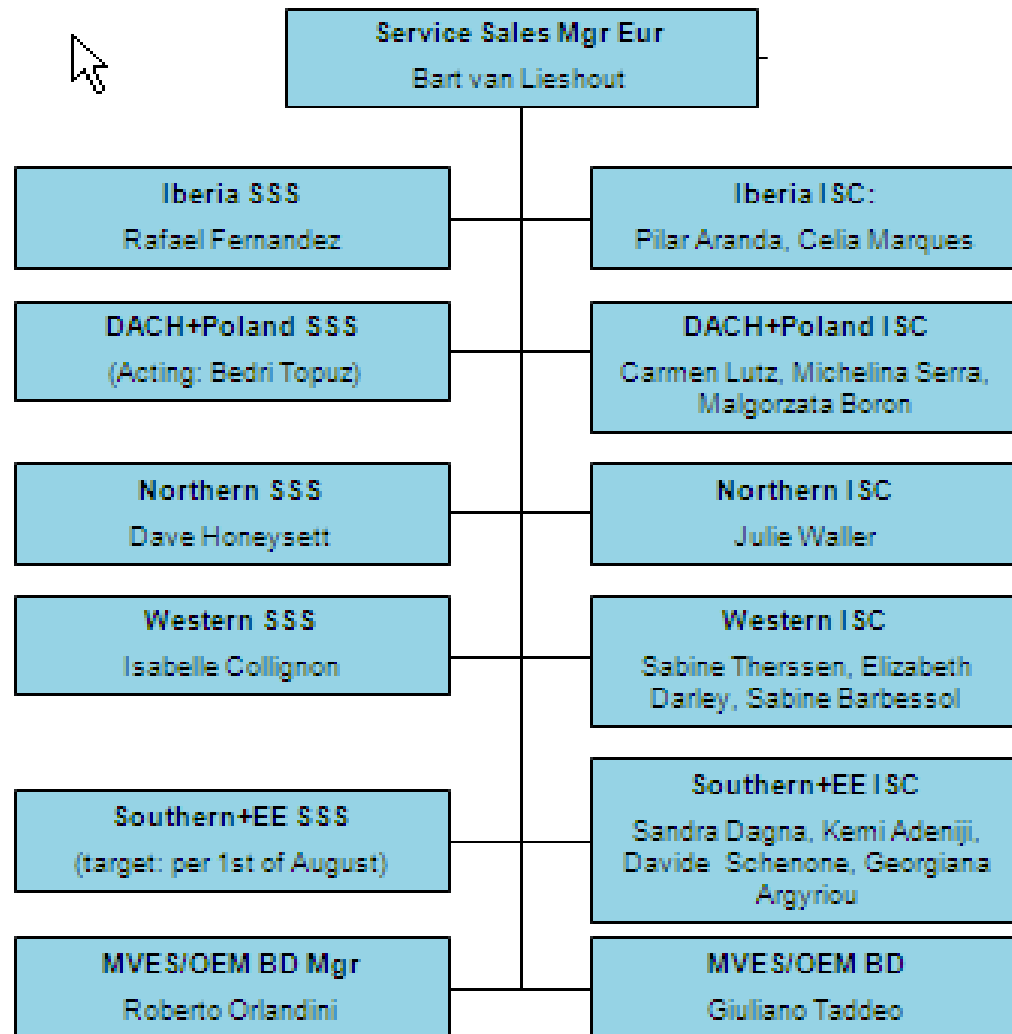 Service Sales Mgr Eur
Bart van Lieshout
Iberia SSS
Rafael Fernandez
Iberia ISC:
Pilar Aranda, Celia Marques
DACH+Poland SSS
(Acting: Bedri Topuz)
DACH+Poland ISC
Carmen Lutz, Michelina Serra,
Malgorzata Boron
Northern SSS
Dave Honeysett
Northern ISC
Julie Waller
Western SSS
Isabelle Collignon
Western ISC
Sabine Therssen, Elizabeth
Darley, Sabine Barbessol
Southern+EE SSS
(target: per 1st of August)
Southern+EE ISC
Sandra Dagna, Kemi Adeniji,
Davide Schenone, Georgiana
Argyriou
MVES/OEM BD Mgr
Roberto Orlandini
MVES/OEM BD
Giuliano Taddeo